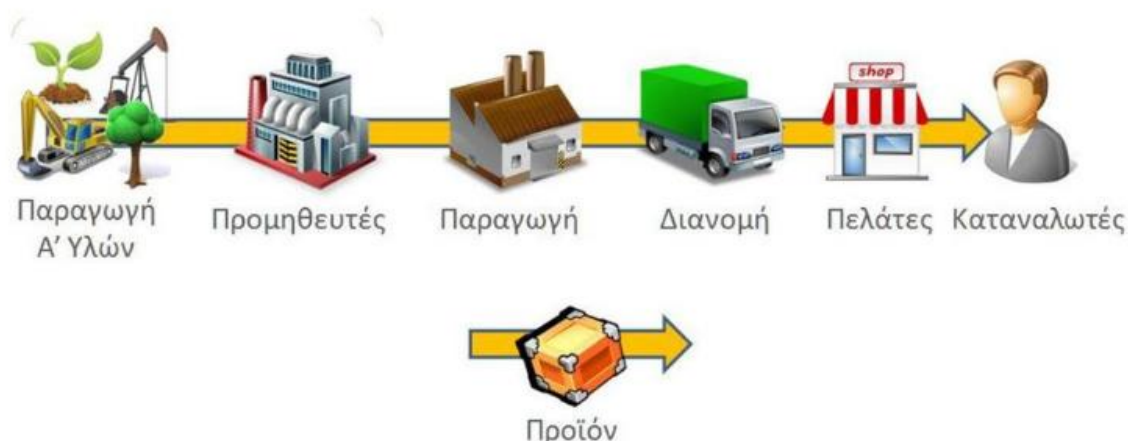 shop
Παραγωγή
Α' Υλών
Προμηθευτές
Παραγωγή
Διανομή
Πελάτες
Καταναλωτές
Προϊόν